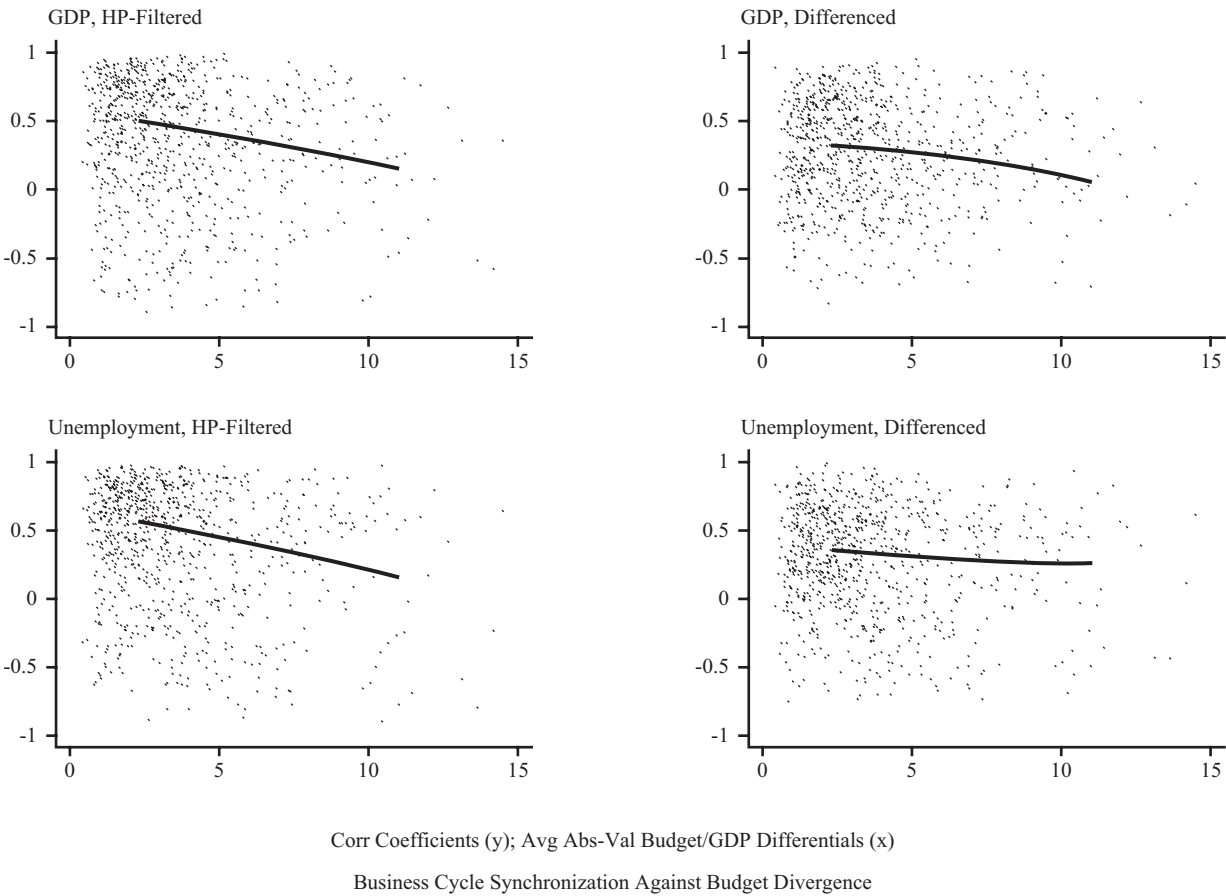 GDP, HP-Filtered
1
0.5
0
-0.5
-1
0 5 10 15
GDP, Differenced
1
0.5
0
-0.5
-1
0 5 10 15
Unemployment, HP-Filtered
1
0.5
0
-0.5
-1
0 5 10 15
Unemployment, Differenced
1
0.5
0
-0.5
-1
0 5 10 15
Corr Coefficients (y); Avg Abs-Val Budget/GDP Differentials (x)
Business Cycle Synchronization Against Budget Divergence